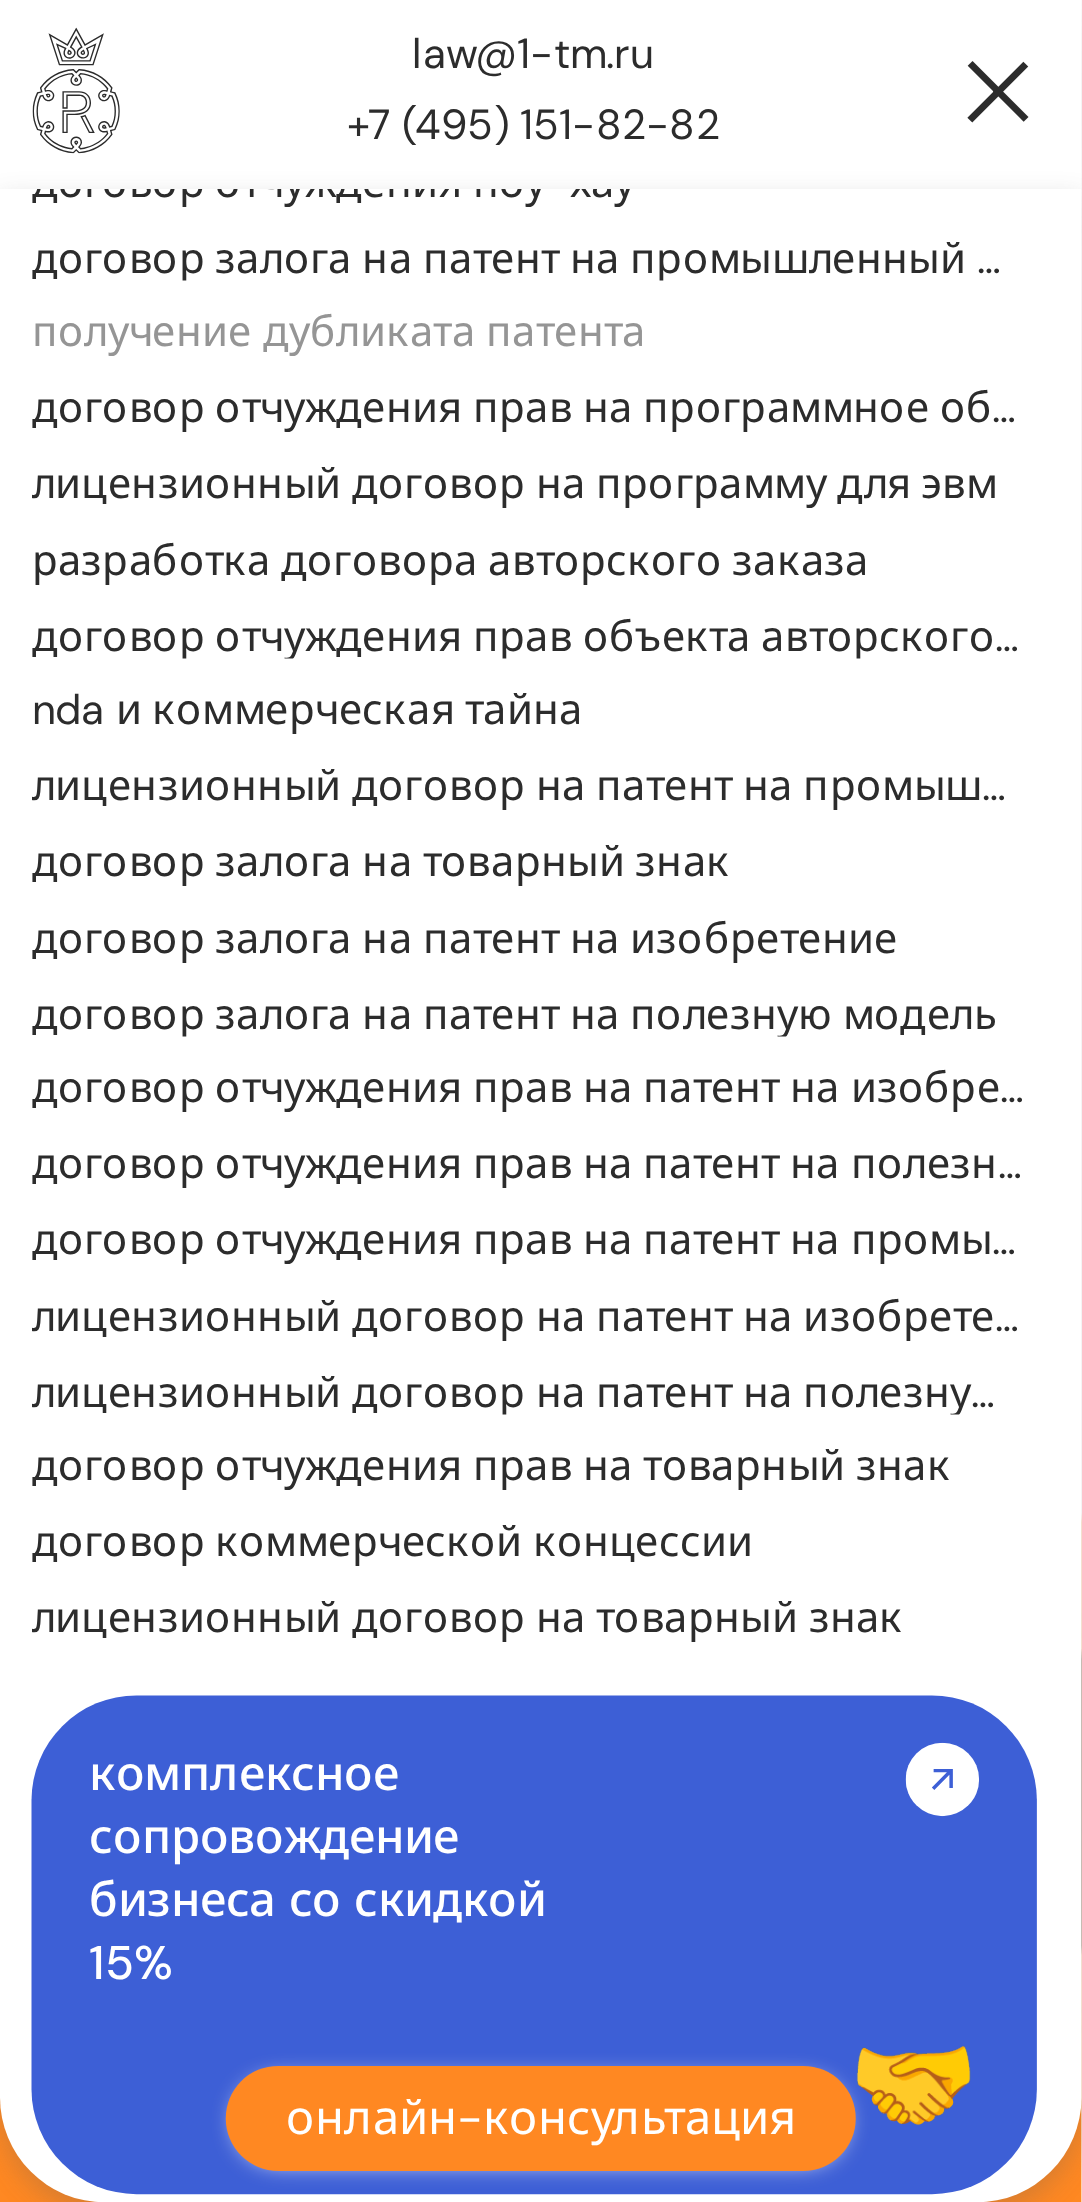 law@1-tm.ru
+7 (495) 151-82-82
R
договор отчуждения ноу-хау
договор залога на патент на промышленный ...
получение дубликата патента
договор отчуждения прав на программное об...
лицензионный договор на программу для эвм
разработка договора авторского заказа
договор отчуждения прав объекта авторского...
nda и коммерческая тайна
лицензионный договор на патент на промыш...
договор залога на товарный знак
договор залога на патент на изобретение
договор залога на патент на полезную модель
договор отчуждения прав на патент на изобре...
договор отчуждения прав на патент на полезн...
договор отчуждения прав на патент на промы...
лицензионный договор на патент на изобрете...
лицензионный договор на патент на полезну...
договор отчуждения прав на товарный знак
договор коммерческой концессии
лицензионный договор на товарный знак
комплексное
сопровождение
бизнеса со скидкой
15%
онлайн-консультация